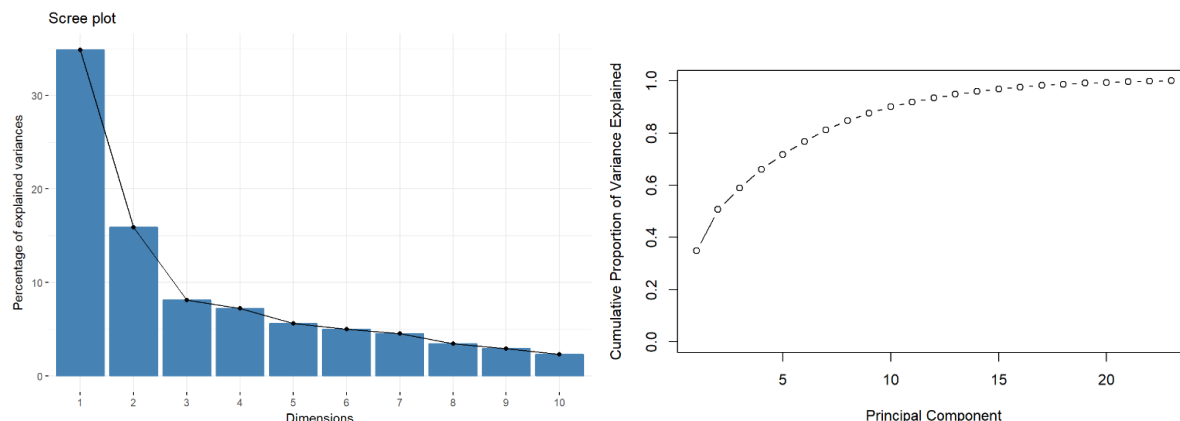 Scree plot
Percentage of explained variances
30
20
10
0
1 2 3 4 5 6 7 8 9 10
Dimensions
Cumulative Proportion of Variance Explained
1.0
0.8
0.6
0.4
0.2
0.0
5 10 15 20
Principal Component